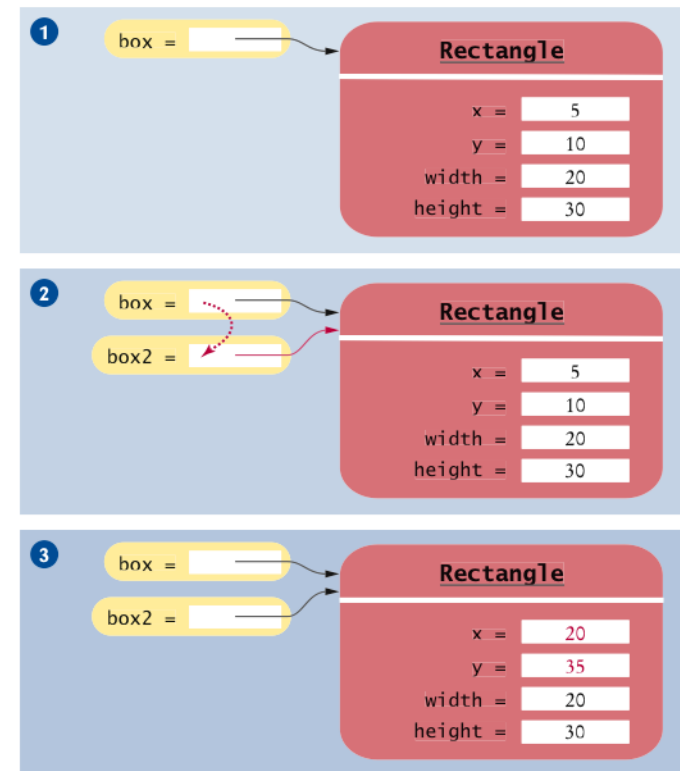 1
box =
Rectangle
x = 5
y = 10
width = 20
height = 30
2
box =
Rectangle
box2 =
x = 5
y = 10
width = 20
height = 30
3
box =
Rectangle
box2 =
x = 20
y = 35
width = 20
height = 30